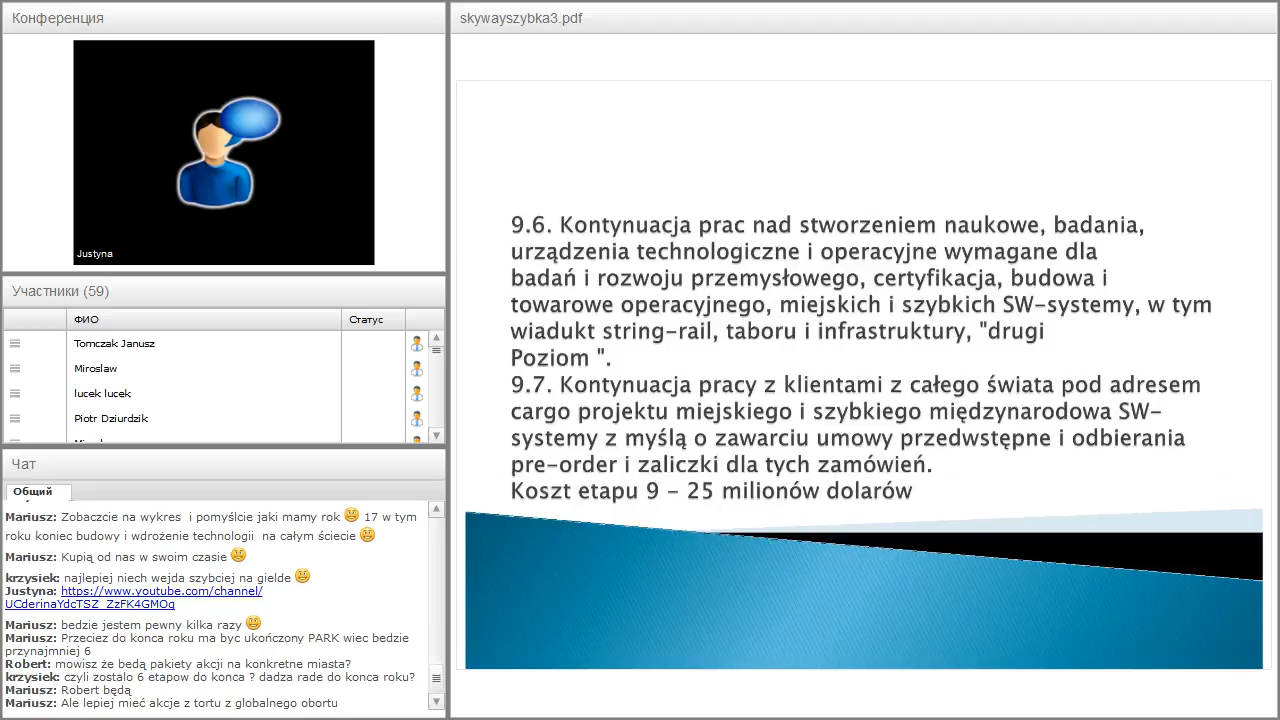 Конференция
Justyna
Участники (59)
ФИО
Статус
Tomczak Janusz
Miroslaw
lucek lucek
Piotr Dziurdzik
Чат
Общий
Mariusz: Zobaczcie na wykres i pomyślcie jaki mamy rok 17 w tym
roku koniec budowy i wdrożenie technologii na całym ściecie
Mariusz: Kupią od nas w swoim czasie
krzysiek: najlepiej niech wejda szybciej na gielde
Justyna: https://www.youtube.com/channel/
UCderinaYdcTSZ_ZzFK4GMOg
Mariusz: bedzie jestem pewny kilka razy
Mariusz: Przeciez do konca roku ma byc ukończony PARK wiec bedzie
przynajmniej 6
Robert: mowisz że bedą pakiety akcji na konkretne miasta?
krzysiek: czyli zostalo 6 etapow do konca ? dadza rade do konca roku?
Mariusz: Robert będą
Mariusz: Ale lepiej mieć akcje z tortu z globalnego obortu
skywayszybka3.pdf
9.6. Kontynuacja prac nad stworzeniem naukowe, badania,
urządzenia technologiczne i operacyjne wymagane dla
badań i rozwoju przemysłowego, certyfikacja, budowa i
towarowe operacyjnego, miejskich i szybkich SW-systemy, w tym
wiadukt string-rail, taboru i infrastruktury, "drugi
Poziom ".
9.7. Kontynuacja pracy z klientami z całego świata pod adresem
cargo projektu miejskiego i szybkiego międzynarodowa SW-
systemy z myślą o zawarciu umowy przedwstępne i odbierania
pre-order i zaliczki dla tych zamówień.
Koszt etapu 9 - 25 milionów dolarów